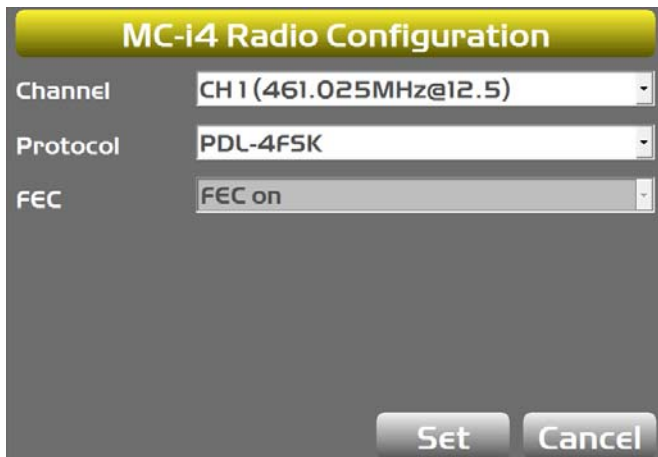 MC-i4 Radio Configuration
Channel CH1(461.025MHz@12.5)
Protocol PDL-4FSK
FEC FEC on
Set Cancel